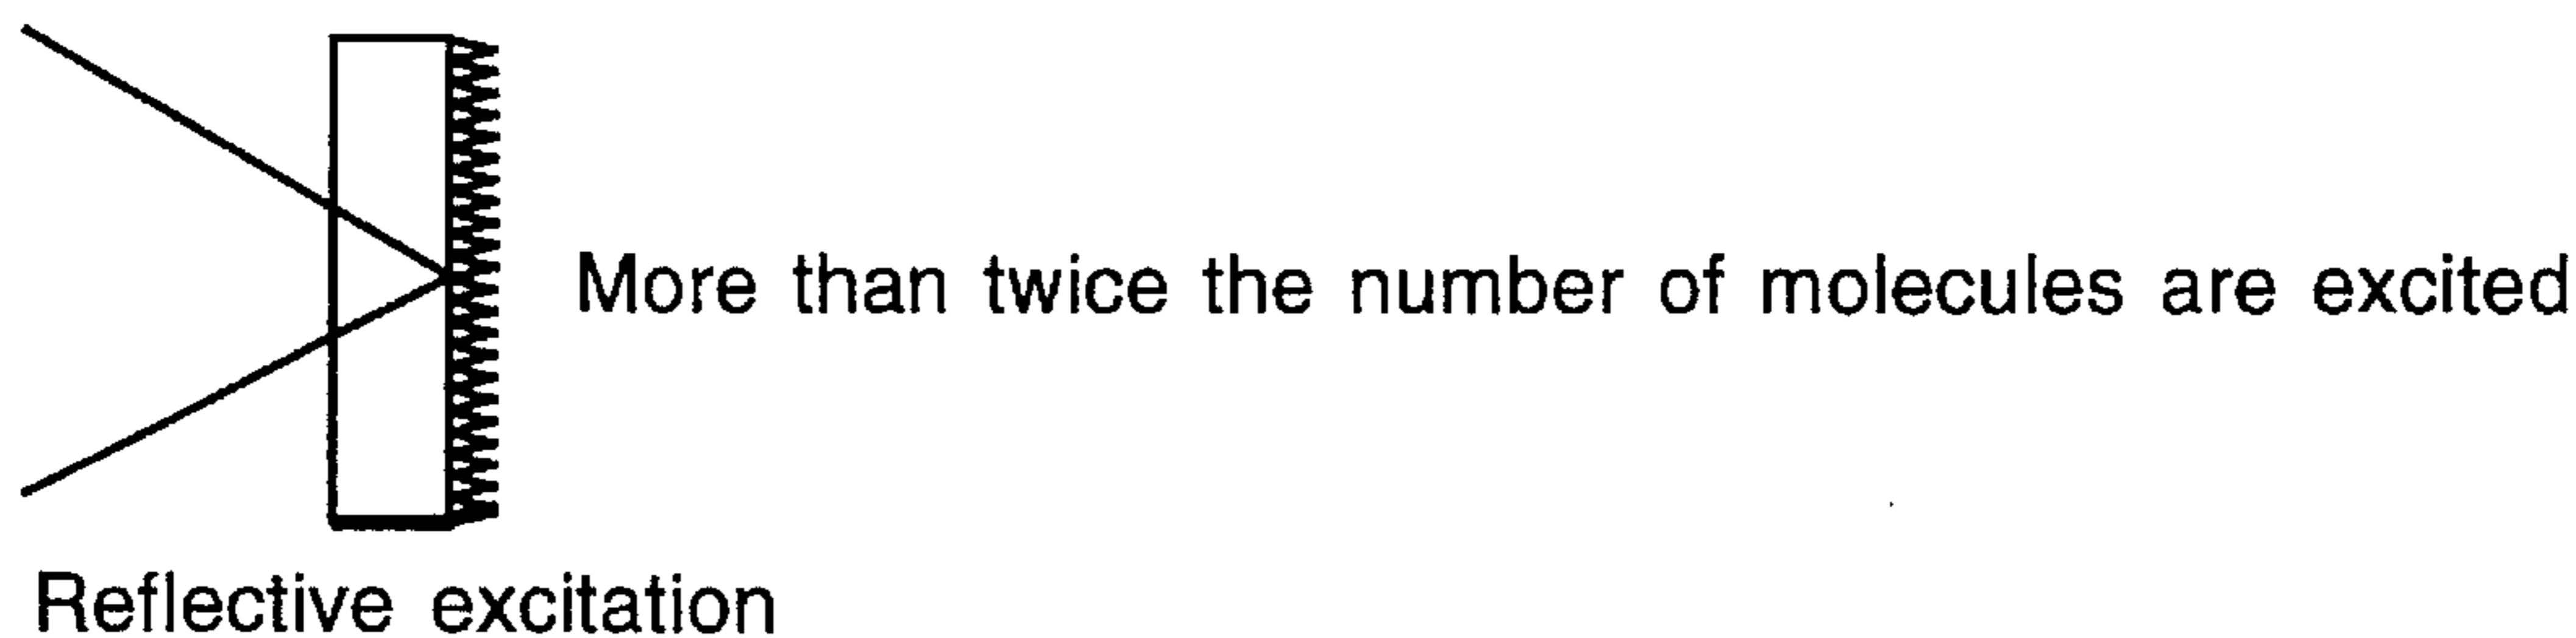 More than twice the number of molecules are excited
Reflective excitation